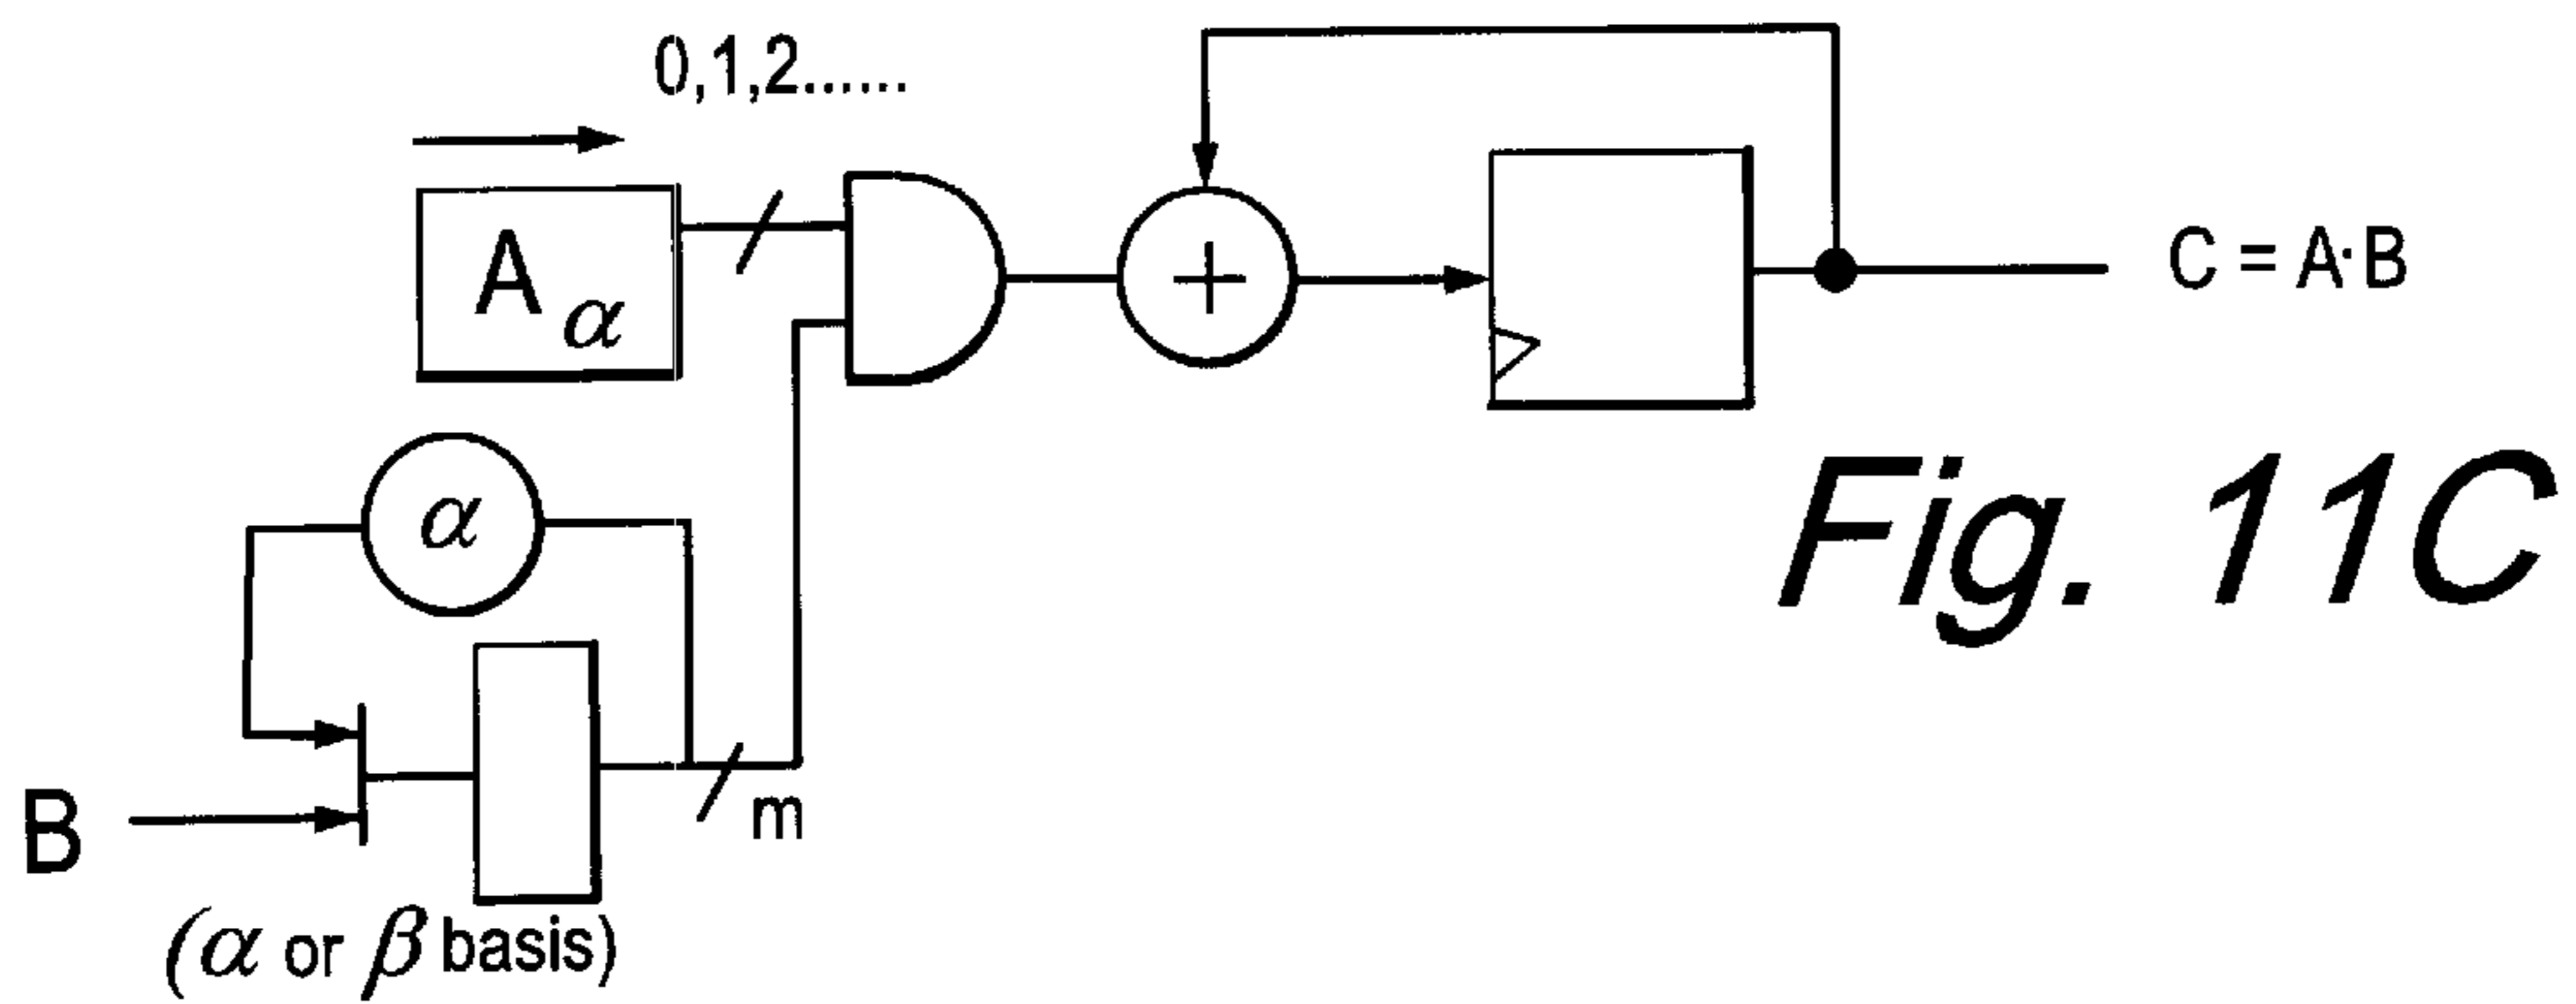 0,1,2......
A α
+
C = A·B
α
Fig. 11C
m
B
(α or β basis)